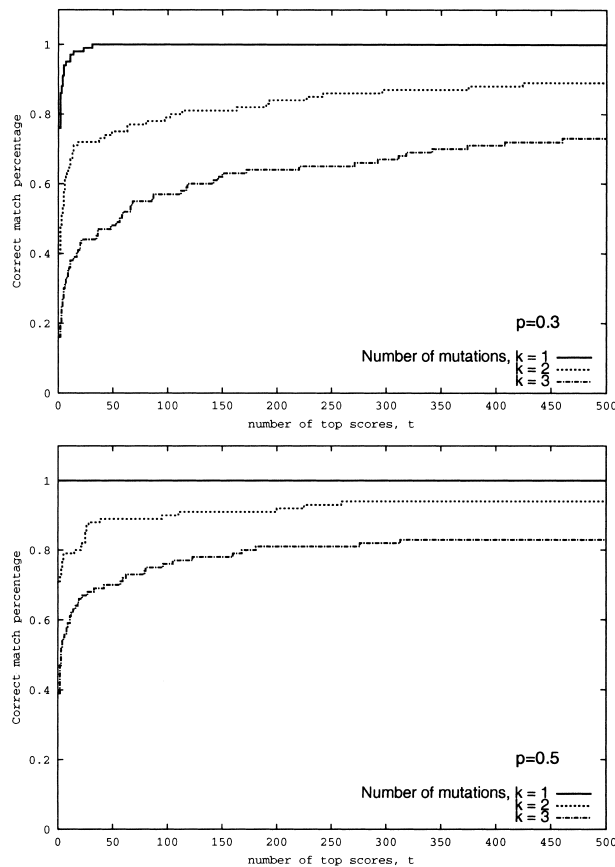 1
0.8
0.6
0.4
0.2
0
Correct match percentage
p=0.3
Number of mutations, k = 1
k = 2
k = 3
0 50 100 150 200 250 300 350 400 450 500
number of top scores, t
1
0.8
0.6
0.4
0.2
0
Correct match percentage
p=0.5
Number of mutations, k = 1
k = 2
k = 3
0 50 100 150 200 250 300 350 400 450 500
number of top scores, t